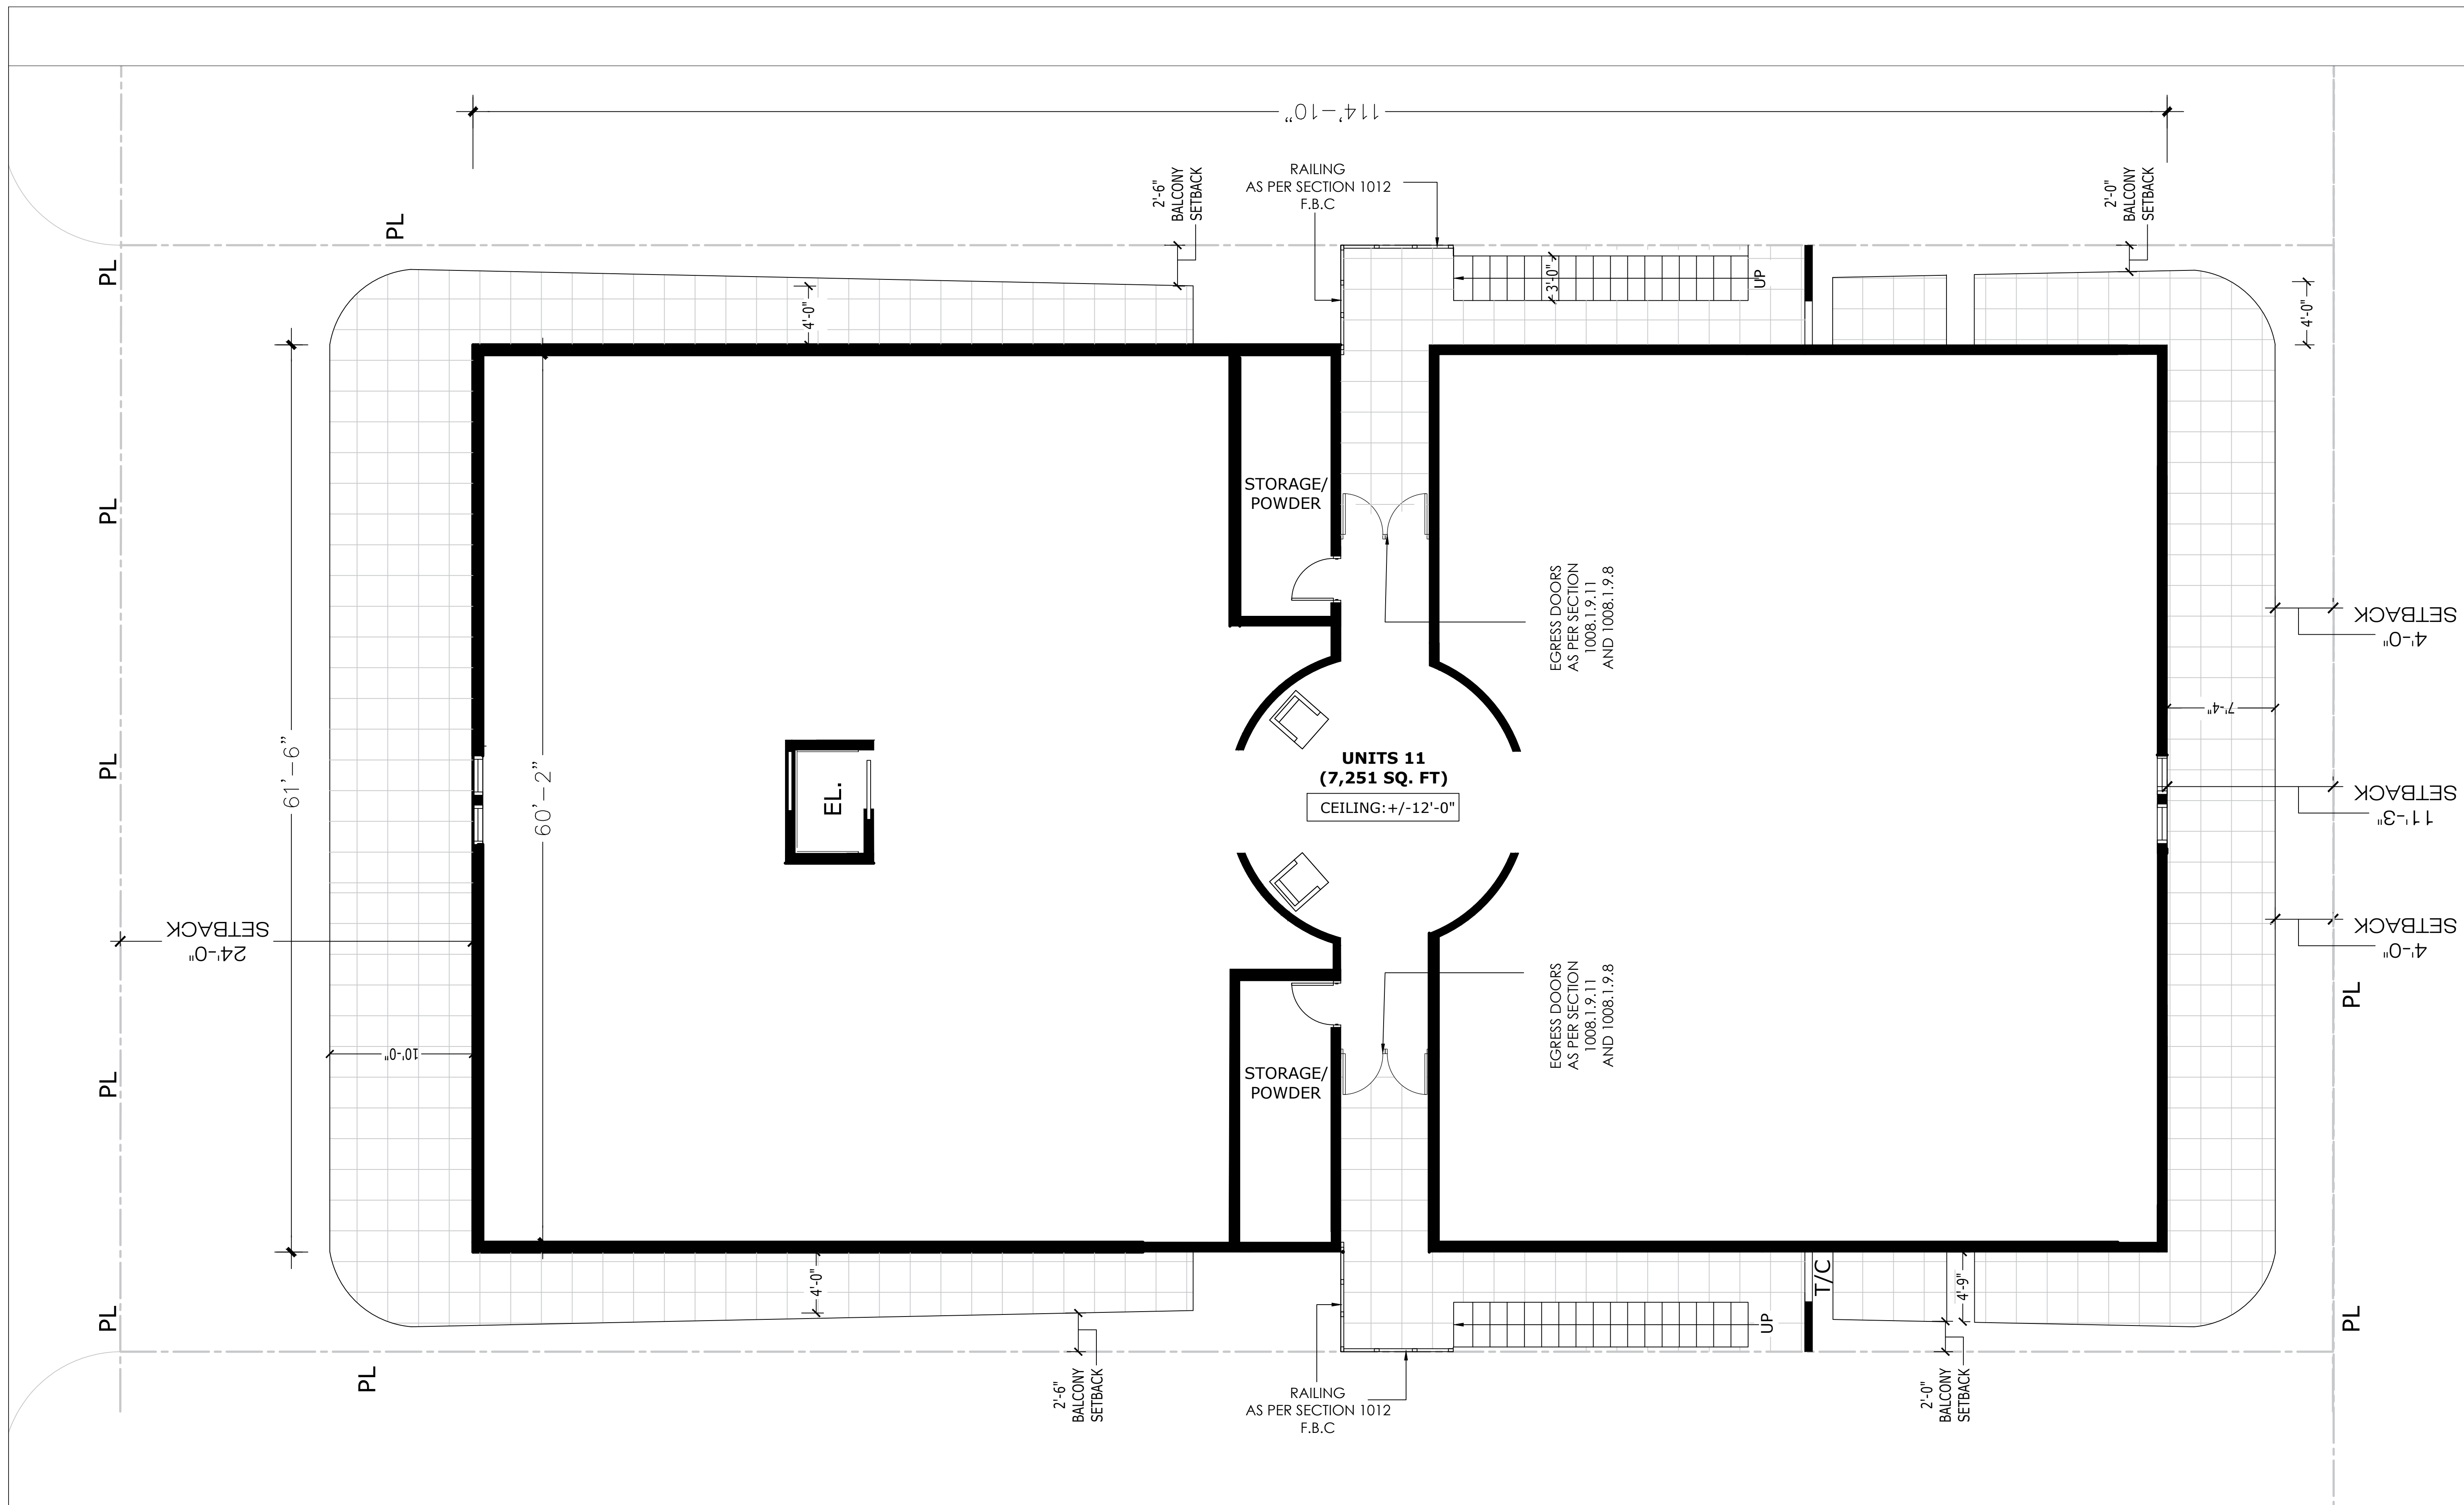 114'-10"
RAILING
AS PER SECTION 1012
F.B.C
2'-6"
BALCONY
SETBACK
2'-0"
BALCONY
SETBACK
PL
PL
4'-0"
3'-0"
UP
4'-0"
PL
STORAGE/
POWDER
EGRESS DOORS
AS PER SECTION
1008.1.9.11
AND 1008.1.9.8
SETBACK
4'-0"
7'-4"
PL
61'-6"
60'-2"
EL.
UNITS 11
(7,251 SQ. FT)
CEILING:+/-12'-0"
SETBACK
11'-3"
SETBACK
24'-0"
SETBACK
4'-0"
PL
10'-0"
PL
STORAGE/
POWDER
EGRESS DOORS
AS PER SECTION
1008.1.9.11
AND 1008.1.9.8
4'-0"
T/C
4'-9"
UP
PL
PL
PL
2'-6"
BALCONY
SETBACK
RAILING
AS PER SECTION 1012
F.B.C
2'-0"
BALCONY
SETBACK